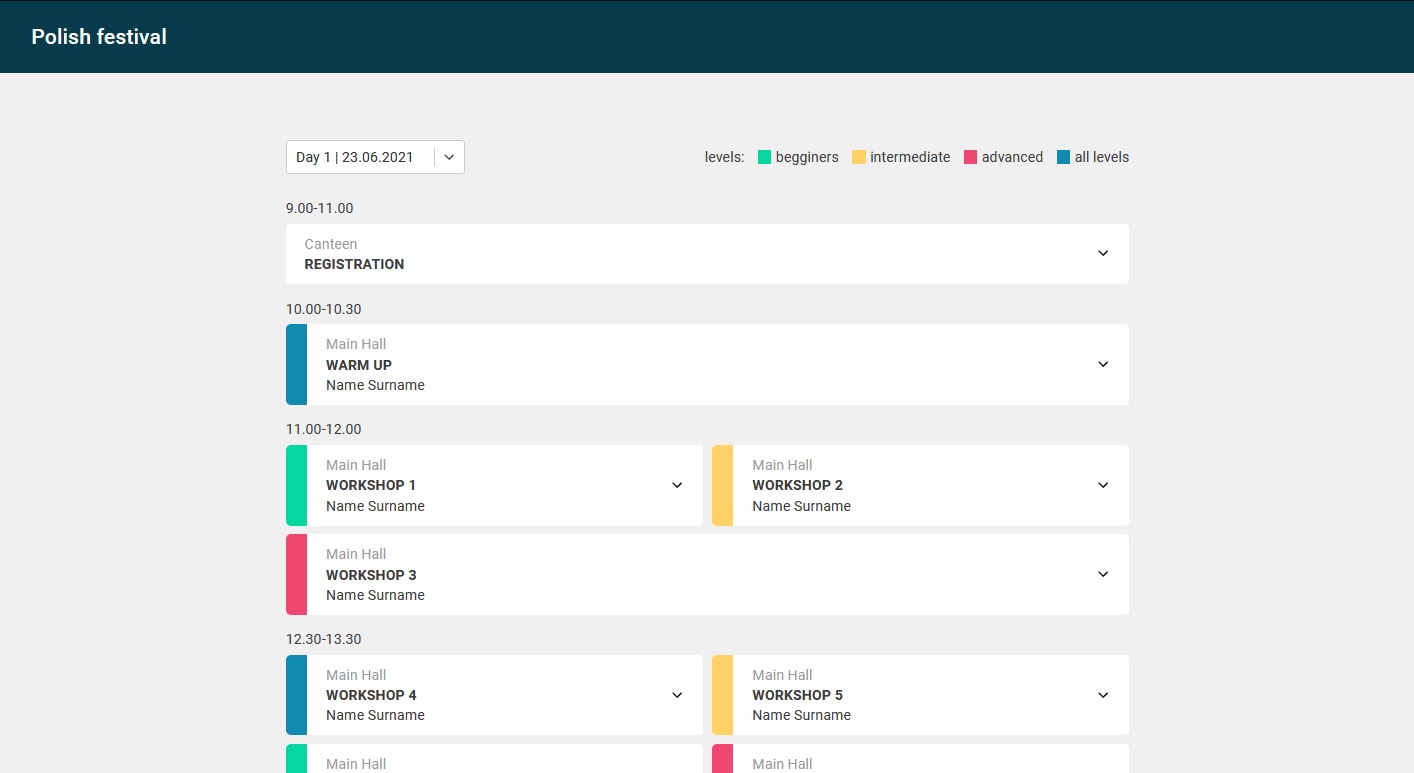 Polish festival
Day 1 | 23.06.2021
levels: begginers intermediate advanced all levels
9.00-11.00
Canteen
REGISTRATION
10.00-10.30
Main Hall
WARM UP
Name Surname
11.00-12.00
Main Hall
WORKSHOP 1
Name Surname
Main Hall
WORKSHOP 2
Name Surname
Main Hall
WORKSHOP 3
Name Surname
12.30-13.30
Main Hall
WORKSHOP 4
Name Surname
Main Hall
WORKSHOP 5
Name Surname
Main Hall
Main Hall